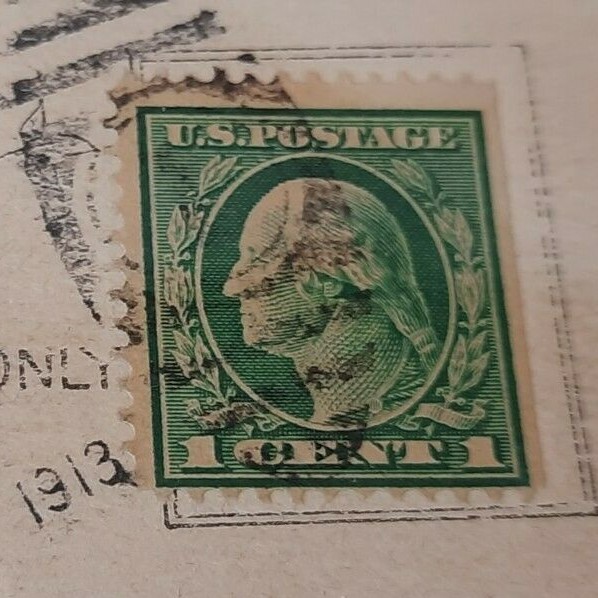 U.S.POSTAGE
ONLY
1 CENT 1
1913